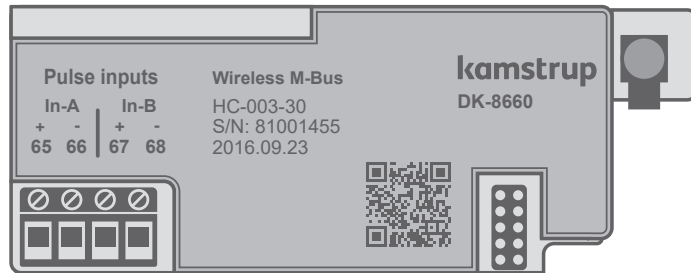 Pulse inputs
In-A In-B
+ - + -
65 66 67 68
Wireless M-Bus
HC-003-30
S/N: 81001455
2016.09.23
kamstrup
DK-8660